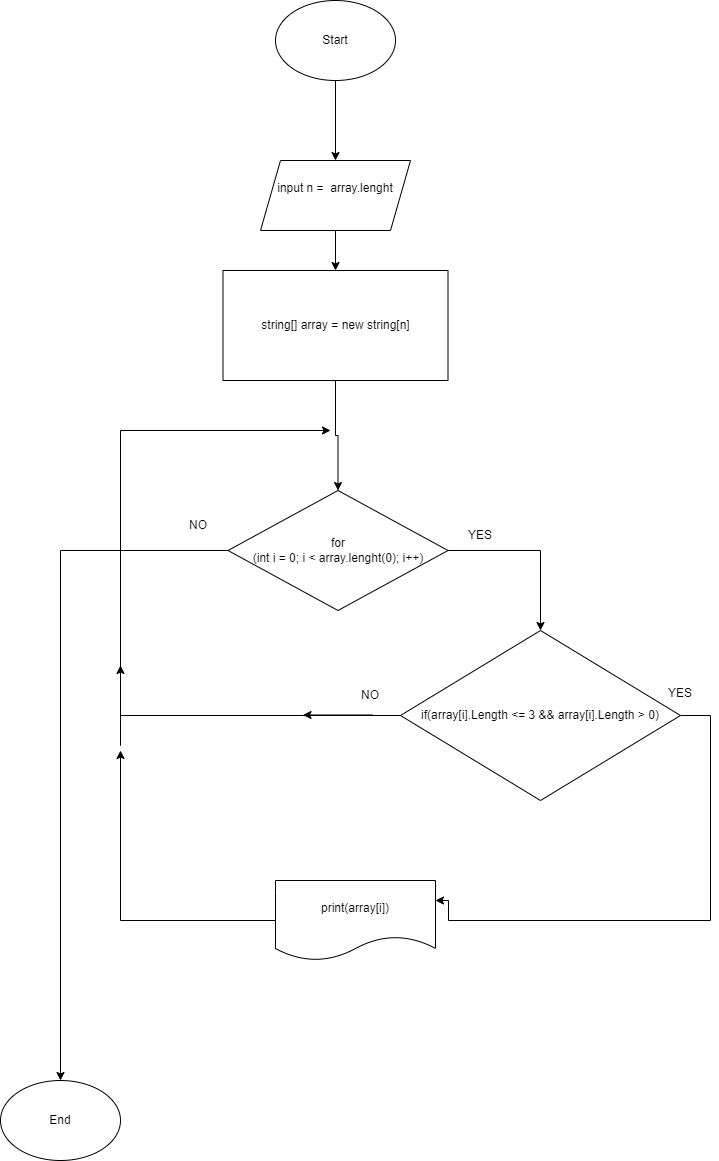 Start
input n =  array.lenght
string[] array = new string[n]
NO
YES
for
(int i = 0; i < array.lenght(0); i++)
NO
YES
if(array[i].Length <= 3 && array[i].Length > 0)
print(array[i])
End